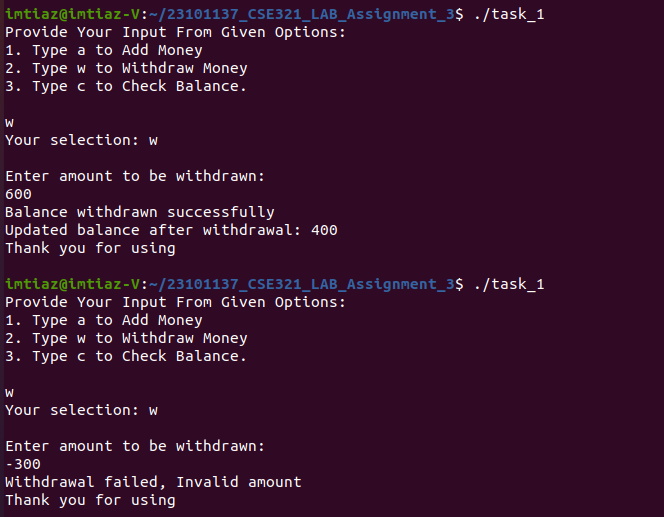 imtiaz@imtiaz-V:~/23101137_CSE321_LAB_Assignment_3$ ./task_1
Provide Your Input From Given Options:
1. Type a to Add Money
2. Type w to Withdraw Money
3. Type c to Check Balance.
w
Your selection: w
Enter amount to be withdrawn:
600
Balance withdrawn successfully
Updated balance after withdrawal: 400
Thank you for using
imtiaz@imtiaz-V:~/23101137_CSE321_LAB_Assignment_3$ ./task_1
Provide Your Input From Given Options:
1. Type a to Add Money
2. Type w to Withdraw Money
3. Type c to Check Balance.
w
Your selection: w
Enter amount to be withdrawn:
-300
Withdrawal failed, Invalid amount
Thank you for using